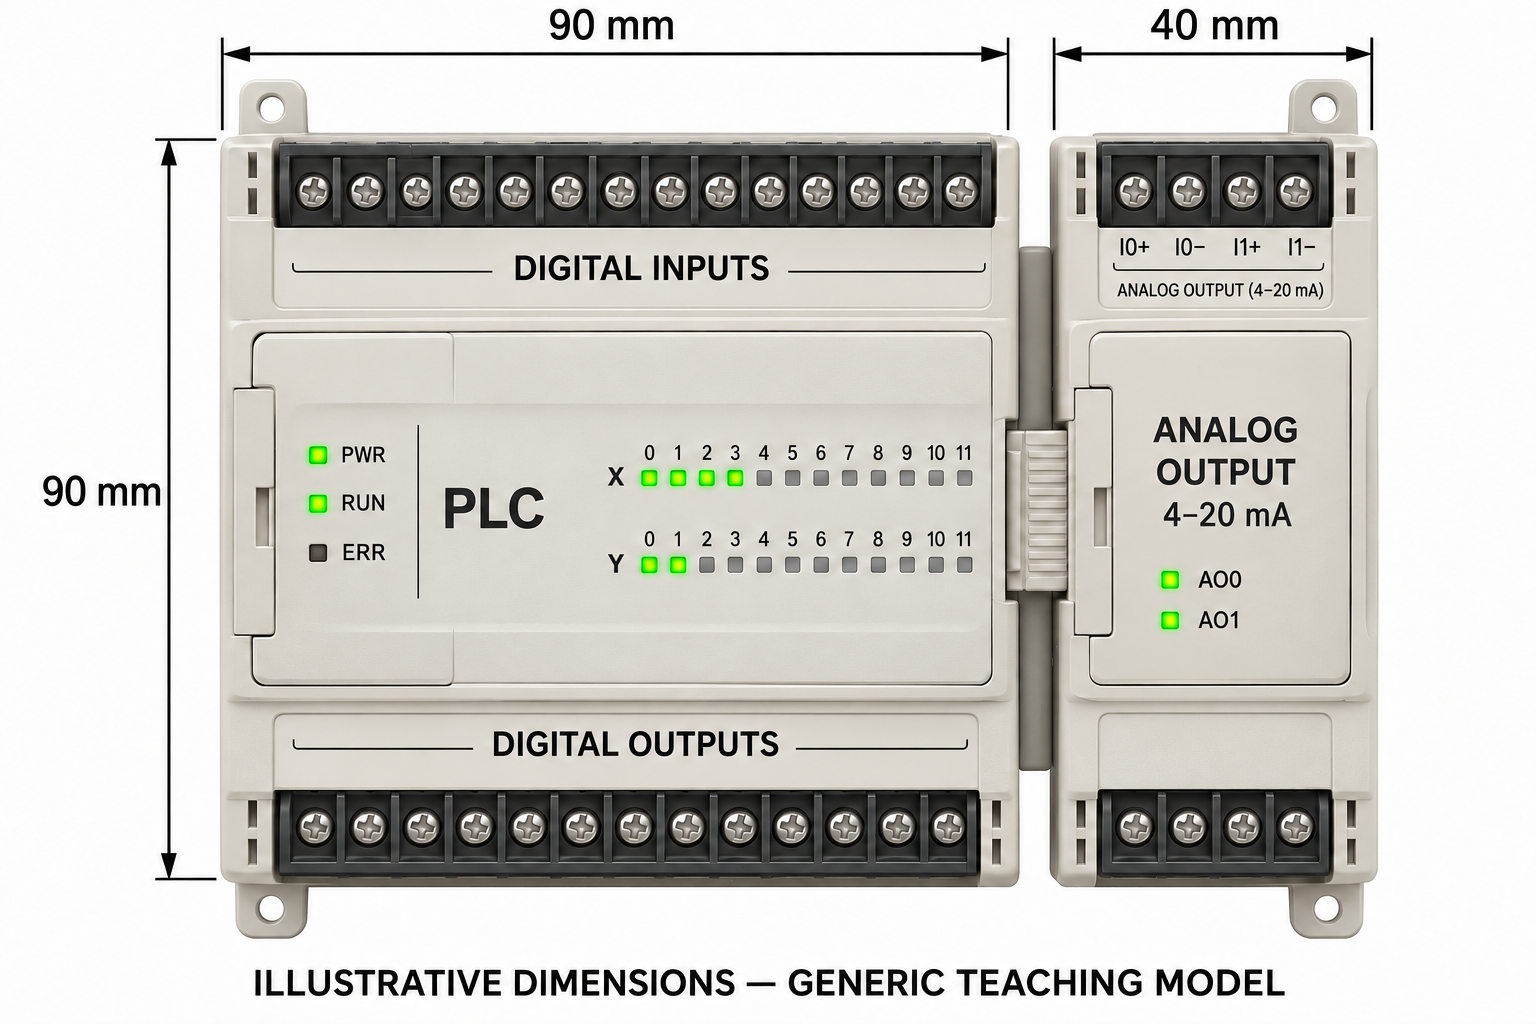 90 mm
40 mm
DIGITAL INPUTS
I0+ I0− I1+ I1−
ANALOG OUTPUT (4–20 mA)
90 mm
PWR
RUN
ERR
PLC
0 1 2 3 4 5 6 7 8 9 10 11
X
0 1 2 3 4 5 6 7 8 9 10 11
Y
ANALOG
OUTPUT
4–20 mA
AO0
AO1
DIGITAL OUTPUTS
ILLUSTRATIVE DIMENSIONS — GENERIC TEACHING MODEL